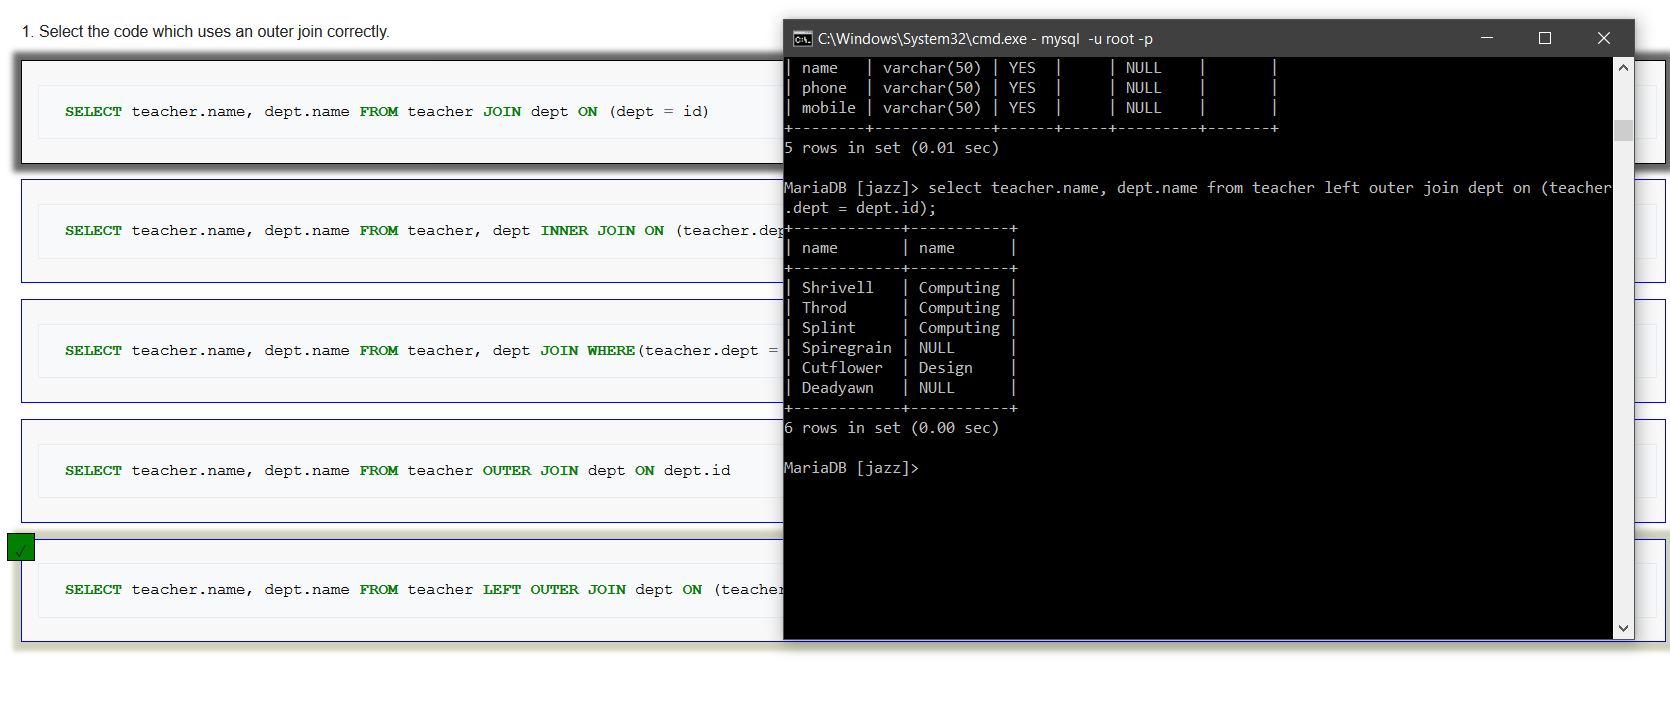 1. Select the code which uses an outer join correctly.
SELECT teacher.name, dept.name FROM teacher JOIN dept ON (dept = id)
SELECT teacher.name, dept.name FROM teacher, dept INNER JOIN ON (teacher.dep
SELECT teacher.name, dept.name FROM teacher, dept JOIN WHERE(teacher.dept =
SELECT teacher.name, dept.name FROM teacher OUTER JOIN dept ON dept.id
✓
SELECT teacher.name, dept.name FROM teacher LEFT OUTER JOIN dept ON (teacher
C:\Windows\System32\cmd.exe - mysql  -u root -p
| name   | varchar(50) | YES  |     | NULL    |       |
| phone  | varchar(50) | YES  |     | NULL    |       |
| mobile | varchar(50) | YES  |     | NULL    |       |
+--------+-------------+------+-----+---------+-------+
5 rows in set (0.01 sec)
MariaDB [jazz]> select teacher.name, dept.name from teacher left outer join dept on (teacher
.dept = dept.id);
+------------+-----------+
| name       | name      |
+------------+-----------+
| Shrivell   | Computing |
| Throd      | Computing |
| Splint     | Computing |
| Spiregrain | NULL      |
| Cutflower  | Design    |
| Deadyawn   | NULL      |
+------------+-----------+
6 rows in set (0.00 sec)
MariaDB [jazz]>